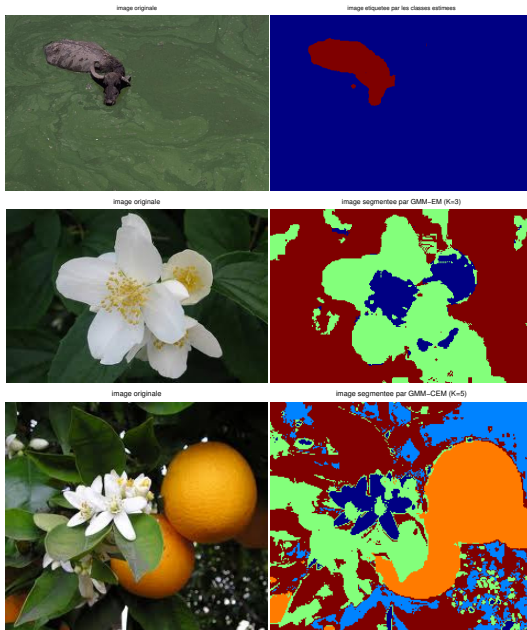 image originale
image etiquetee par les classes estimees
image originale
image segmentee par GMM-EM (K=3)
image originale
image segmentee par GMM-CEM (K=5)